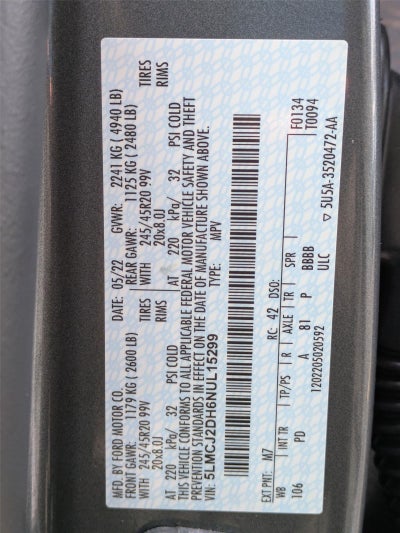 MFD. BY FORD MOTOR CO. DATE: 05/22 GVWR: 2241 KG ( 4940 LB)
FRONT GAWR: 1179 KG ( 2600 LB) REAR GAWR: 1125 KG ( 2480 LB)
WITH 245/45R20 99V TIRES WITH 245/45R20 99V TIRES
20x8.0J RIMS 20x8.0J RIMS
AT 220 kPa/ 32 PSI COLD AT 220 kPa/ 32 PSI COLD
THIS VEHICLE CONFORMS TO ALL APPLICABLE FEDERAL MOTOR VEHICLE SAFETY AND THEFT
PREVENTION STANDARDS IN EFFECT ON THE DATE OF MANUFACTURE SHOWN ABOVE.
VIN: 5LMCJ2DH6NUL15299 TYPE: MPV
F0134
EXT PNT: M7 RC: 42 DSO: T0094
WB INT TR TP/PS R AXLE TR SPR
106 PD A 81 P BBBB
1202205020592 ULC
▽ 5U5A-3520472-AA